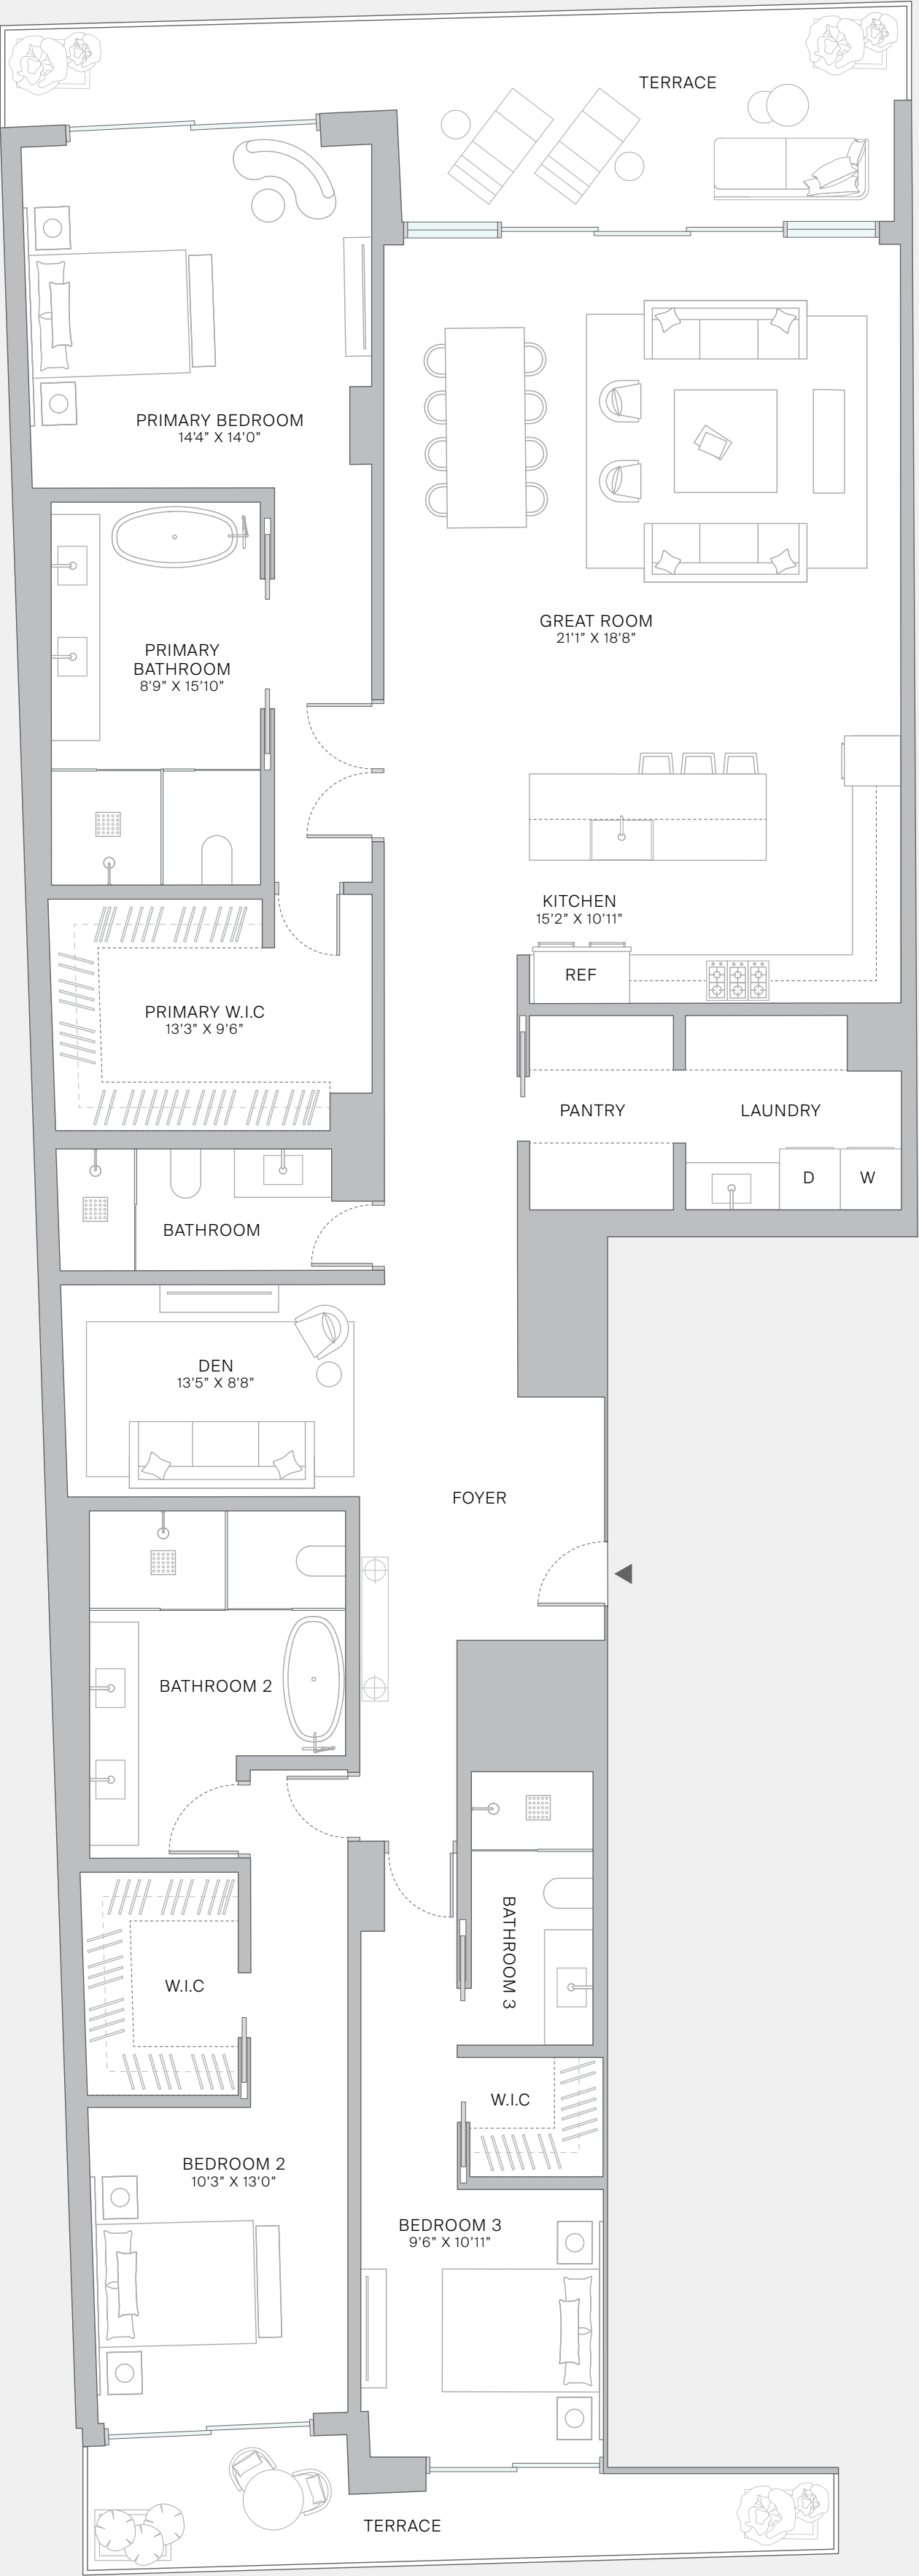 TERRACE
PRIMARY BEDROOM
14'4" X 14'0"
GREAT ROOM
21'1" X 18'8"
PRIMARY
BATHROOM
8'9" X 15'10"
KITCHEN
15'2" X 10'11"
REF
PRIMARY W.I.C
13'3" X 9'6"
PANTRY
LAUNDRY
D
W
BATHROOM
DEN
13'5" X 8'8"
FOYER
BATHROOM 2
BATHROOM 3
W.I.C
W.I.C
BEDROOM 2
10'3" X 13'0"
BEDROOM 3
9'6" X 10'11"
TERRACE